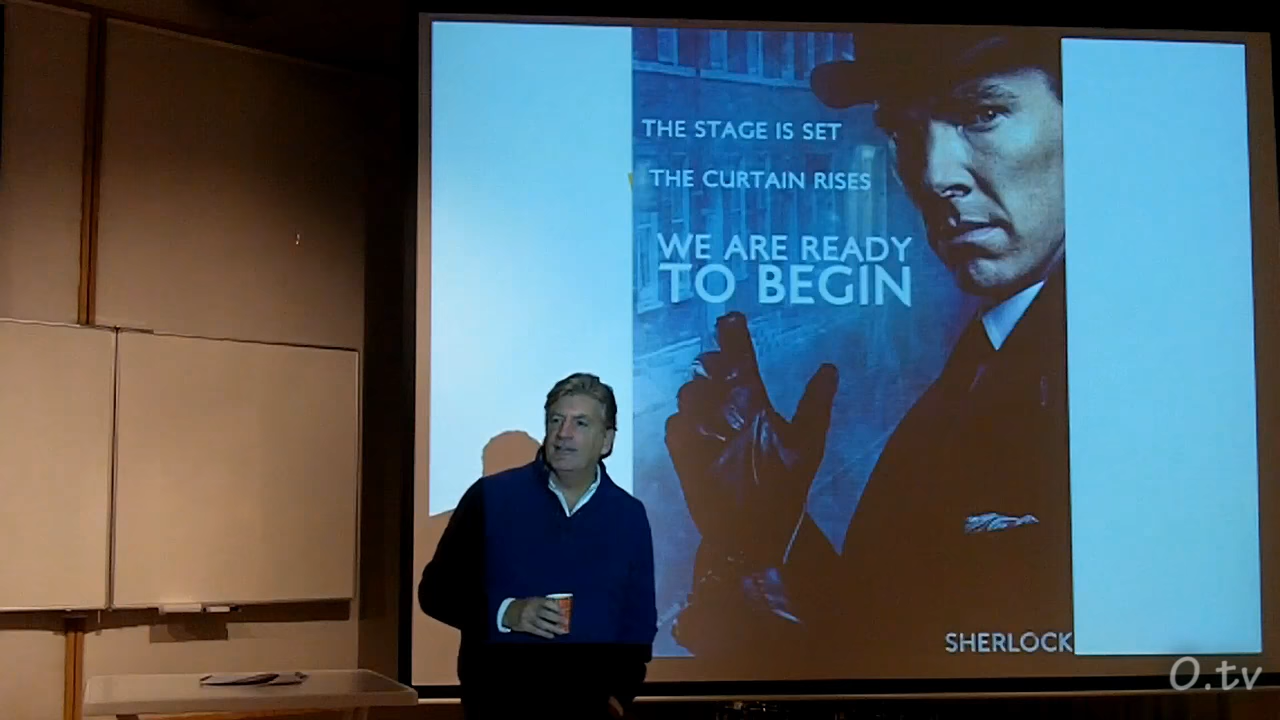 THE STAGE IS SET
THE CURTAIN RISES
WE ARE READY
TO BEGIN
SHERLOCK
O.tv